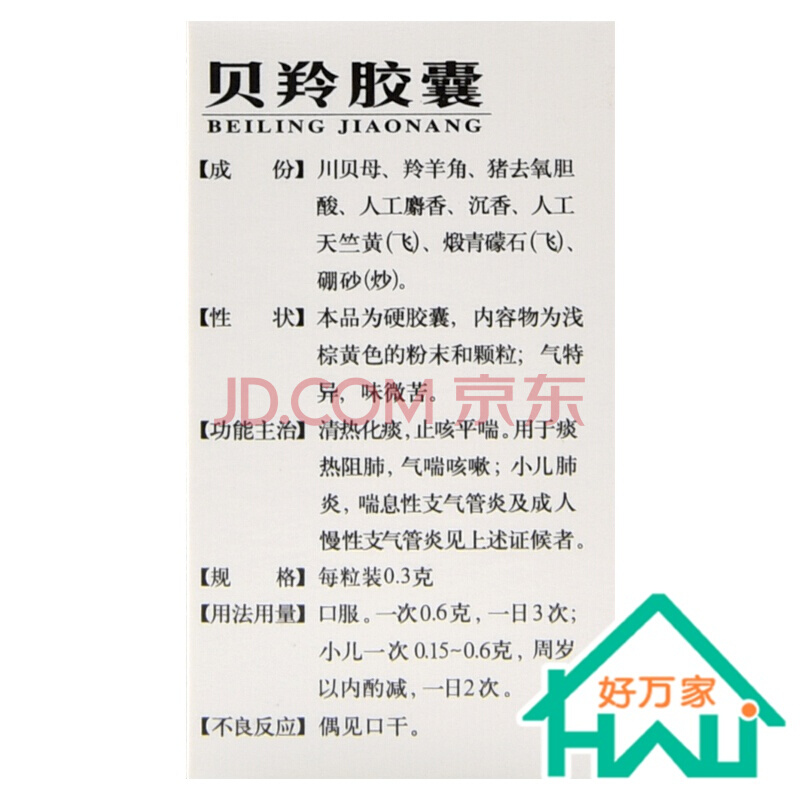 贝羚胶囊
BEILING JIAONANG
【成　份】川贝母、羚羊角、猪去氧胆
酸、人工麝香、沉香、人工
天竺黄(飞)、煅青礞石(飞)、
硼砂(炒)。
【性　状】本品为硬胶囊，内容物为浅
棕黄色的粉末和颗粒；气特
异，味微苦。
JD.COM 京东
【功能主治】清热化痰，止咳平喘。用于痰
热阻肺，气喘咳嗽；小儿肺
炎，喘息性支气管炎及成人
慢性支气管炎见上述证候者。
【规　格】每粒装0.3克
【用法用量】口服。一次0.6克，一日3次；
小儿一次0.15~0.6克，周岁
以内酌减，一日2次。
【不良反应】偶见口干。
好万家